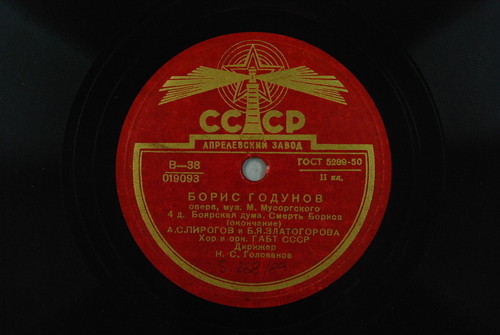 СССР
АПРЕЛЕВСКИЙ ЗАВОД
В—38
019093
ГОСТ 5289-50
II кл.
БОРИС ГОДУНОВ
опера, муз. М. Мусоргского
4 д. Боярская дума. Смерть Бориса
(окончание)
А.С.ПИРОГОВ и Б.Я.ЗЛАТОГОРОВА
Хор и орк. ГАБТ СССР
Дирижер
Н. С. Голованов